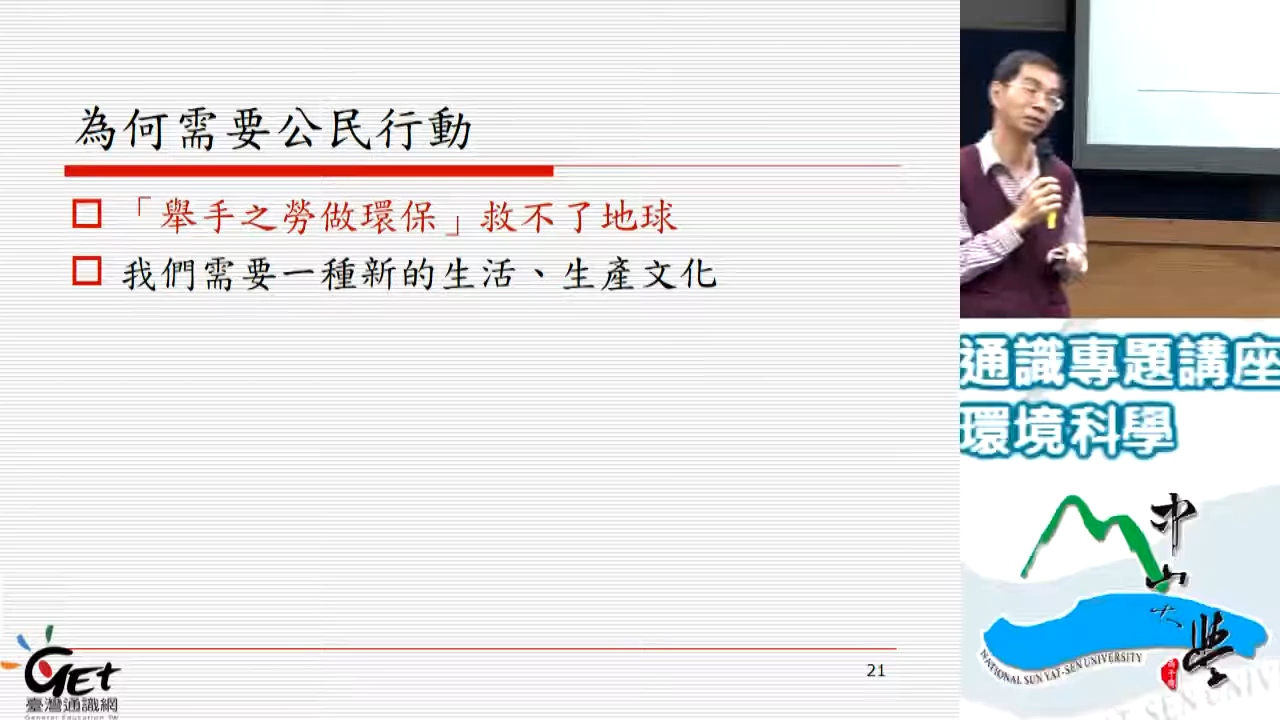 為何需要公民行動
「舉手之勞做環保」救不了地球
我們需要一種新的生活、生產文化
21
GET
臺灣通識網
General Education TW
通識專題講座
環境科學
中山大學
NATIONAL SUN YAT-SEN UNIVERSITY
SEN UNIV